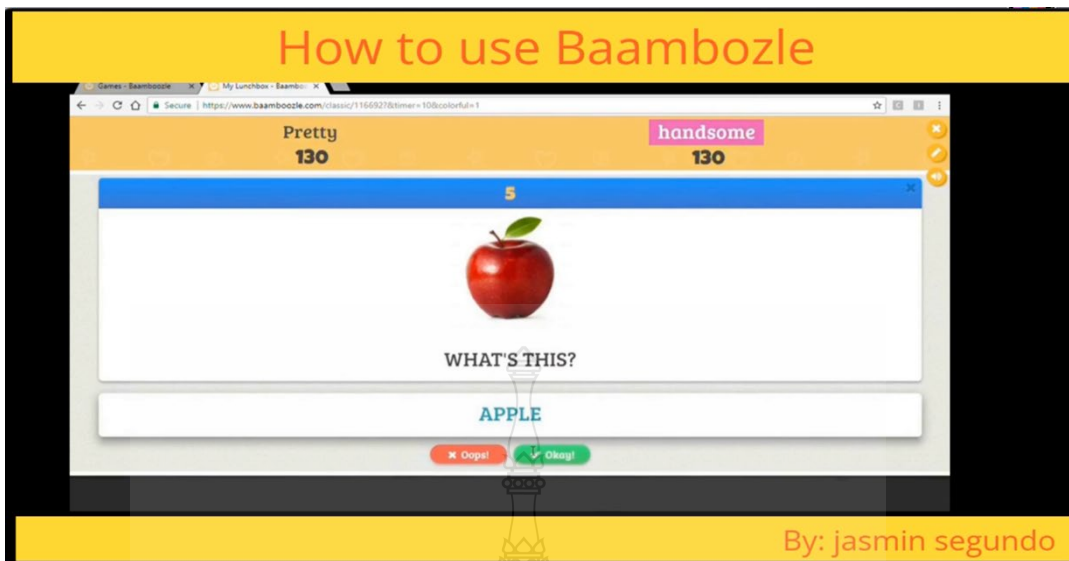 How to use Baambozle
Games - Baamboozle
My Lunchbox - Baambo
Secure | https://www.baamboozle.com/classic/116692?&timer=10&colorful=1
Pretty
handsome
130
130
5
WHAT'S THIS?
APPLE
Oops!
Okay!
By: jasmin segundo